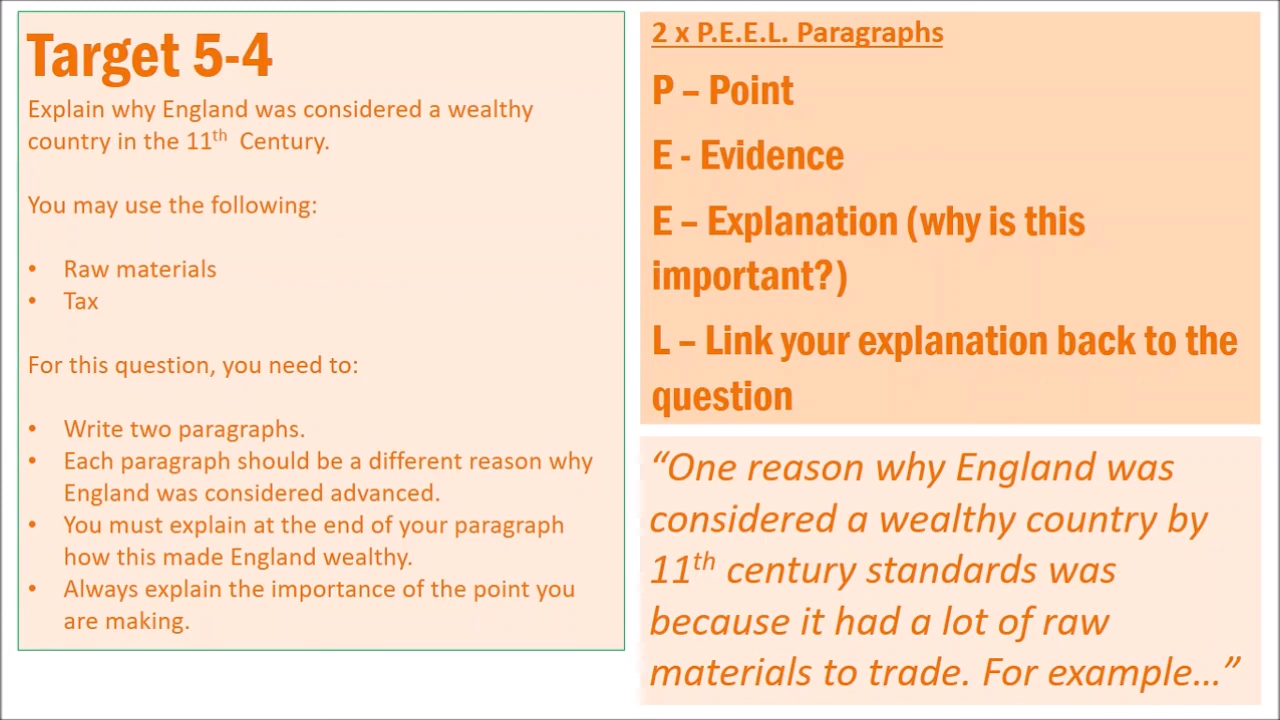 Target 5-4
Explain why England was considered a wealthy
country in the 11th Century.
You may use the following:
• Raw materials
• Tax
For this question, you need to:
• Write two paragraphs.
• Each paragraph should be a different reason why
England was considered advanced.
• You must explain at the end of your paragraph
how this made England wealthy.
• Always explain the importance of the point you
are making.
2 x P.E.E.L. Paragraphs
P – Point
E - Evidence
E – Explanation (why is this
important?)
L – Link your explanation back to the
question
“One reason why England was
considered a wealthy country by
11th century standards was
because it had a lot of raw
materials to trade. For example…”